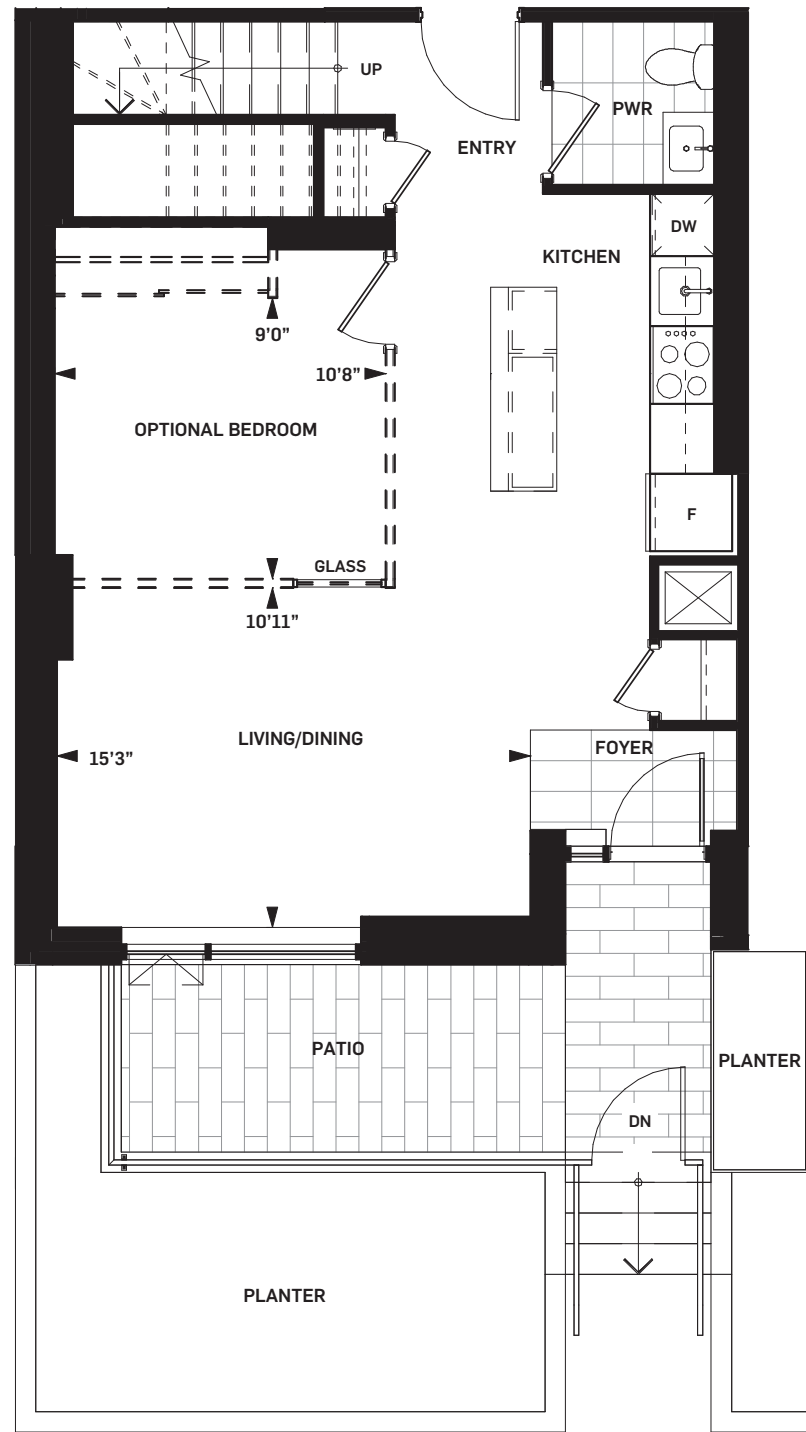 UP
PWR
ENTRY
DW
KITCHEN
9’0”
10’8”
OPTIONAL BEDROOM
F
GLASS
10’11”
LIVING/DINING
FOYER
15’3”
PATIO
PLANTER
DN
PLANTER